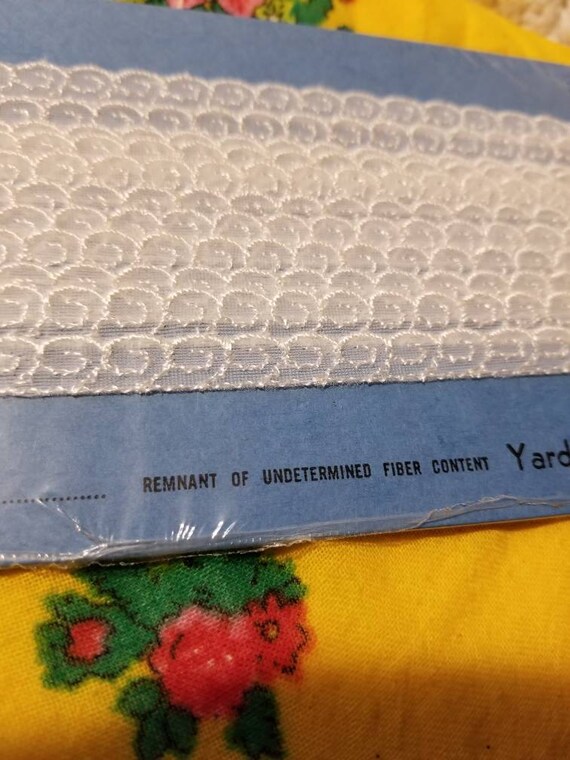 REMNANT OF UNDETERMINED FIBER CONTENT Yard